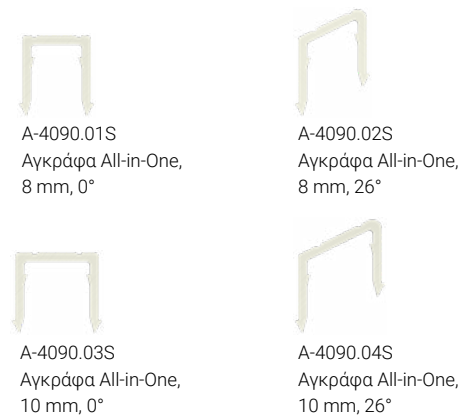 A-4090.01S
Αγκράφα All-in-One,
8 mm, 0°
A-4090.02S
Αγκράφα All-in-One,
8 mm, 26°
A-4090.03S
Αγκράφα All-in-One,
10 mm, 0°
A-4090.04S
Αγκράφα All-in-One,
10 mm, 26°